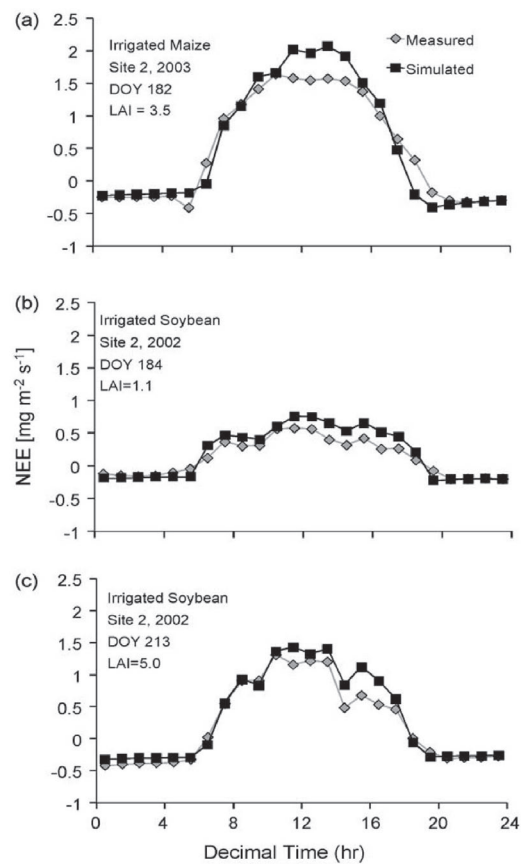 (a)
Irrigated Maize
Site 2, 2003
DOY 182
LAI = 3.5
Measured
Simulated
2.5
2
1.5
1
0.5
0
-0.5
-1
(b)
Irrigated Soybean
Site 2, 2002
DOY 184
LAI=1.1
2.5
2
1.5
1
0.5
0
-0.5
-1
NEE [mg m-2 s-1]
(c)
Irrigated Soybean
Site 2, 2002
DOY 213
LAI=5.0
2.5
2
1.5
1
0.5
0
-0.5
-1
0 4 8 12 16 20 24
Decimal Time (hr)